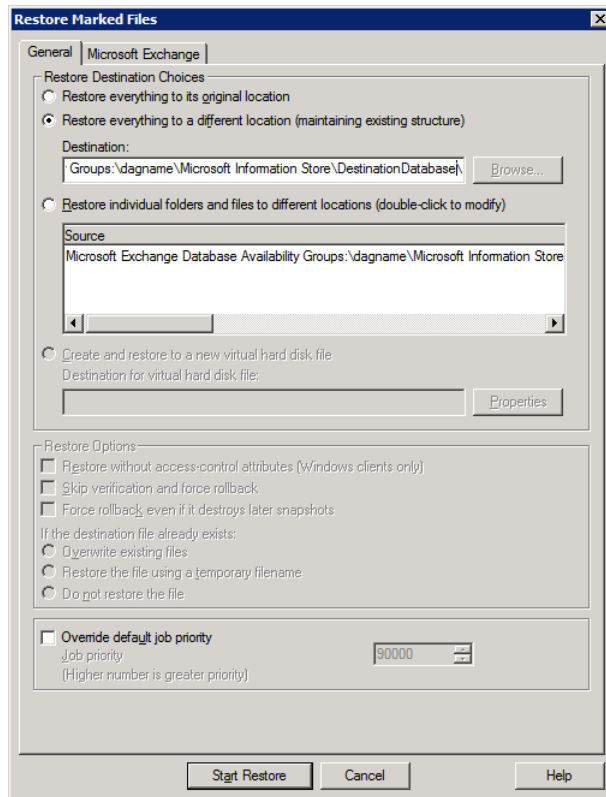 Restore Marked Files
General
Microsoft Exchange
Restore Destination Choices
Restore everything to its original location
Restore everything to a different location (maintaining existing structure)
Destination:
Groups:\dagname\Microsoft Information Store\DestinationDatabase\
Browse...
Restore individual folders and files to different locations (double-click to modify)
Source
Microsoft Exchange Database Availability Groups:\dagname\Microsoft Information Store
Create and restore to a new virtual hard disk file
Destination for virtual hard disk file:
Properties
Restore Options
Restore without access-control attributes (Windows clients only)
Skip verification and force rollback
Force rollback even if it destroys later snapshots
If the destination file already exists:
Overwrite existing files
Restore the file using a temporary filename
Do not restore the file
Override default job priority
Job priority
90000
(Higher number is greater priority)
Start Restore
Cancel
Help